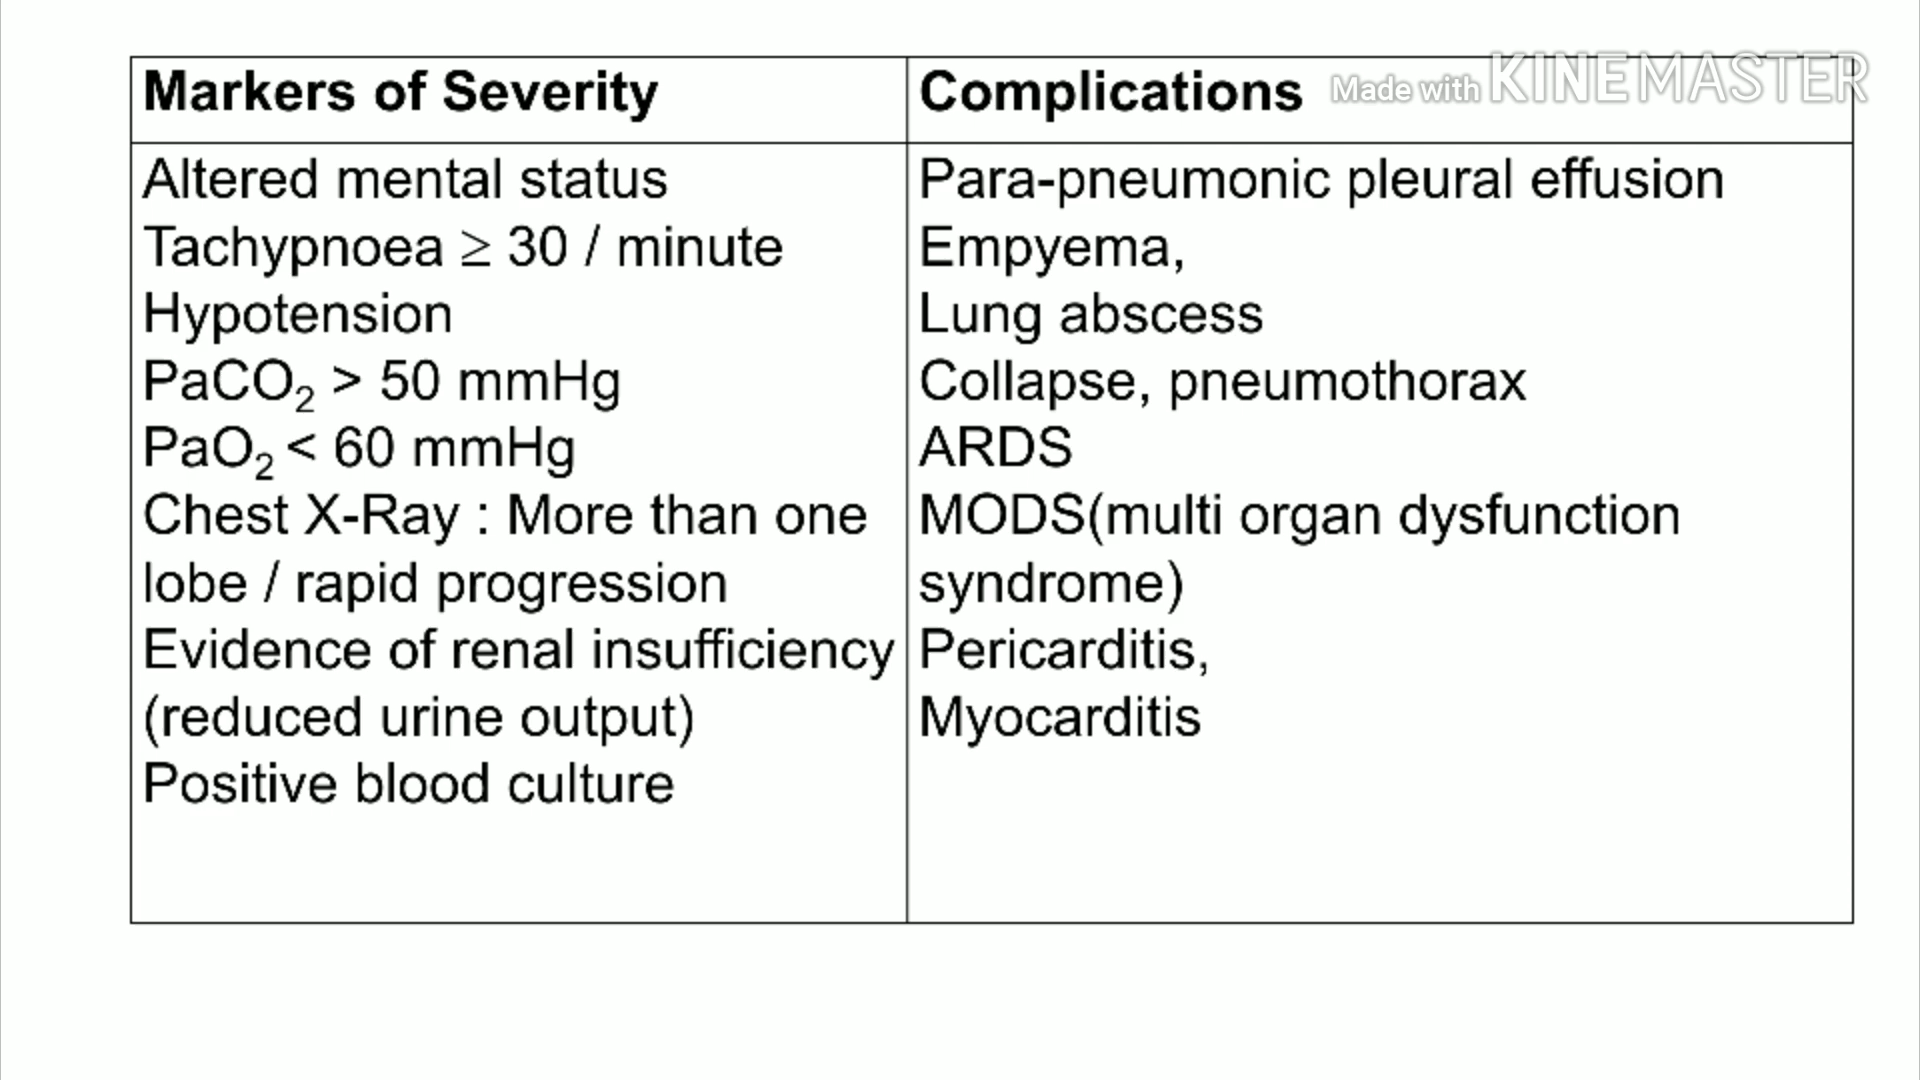 Markers of Severity
Complications
Made with KINEMASTER
Altered mental status
Tachypnoea ≥ 30 / minute
Hypotension
PaCO₂ > 50 mmHg
PaO₂ < 60 mmHg
Chest X-Ray : More than one
lobe / rapid progression
Evidence of renal insufficiency
(reduced urine output)
Positive blood culture
Para-pneumonic pleural effusion
Empyema,
Lung abscess
Collapse, pneumothorax
ARDS
MODS(multi organ dysfunction
syndrome)
Pericarditis,
Myocarditis